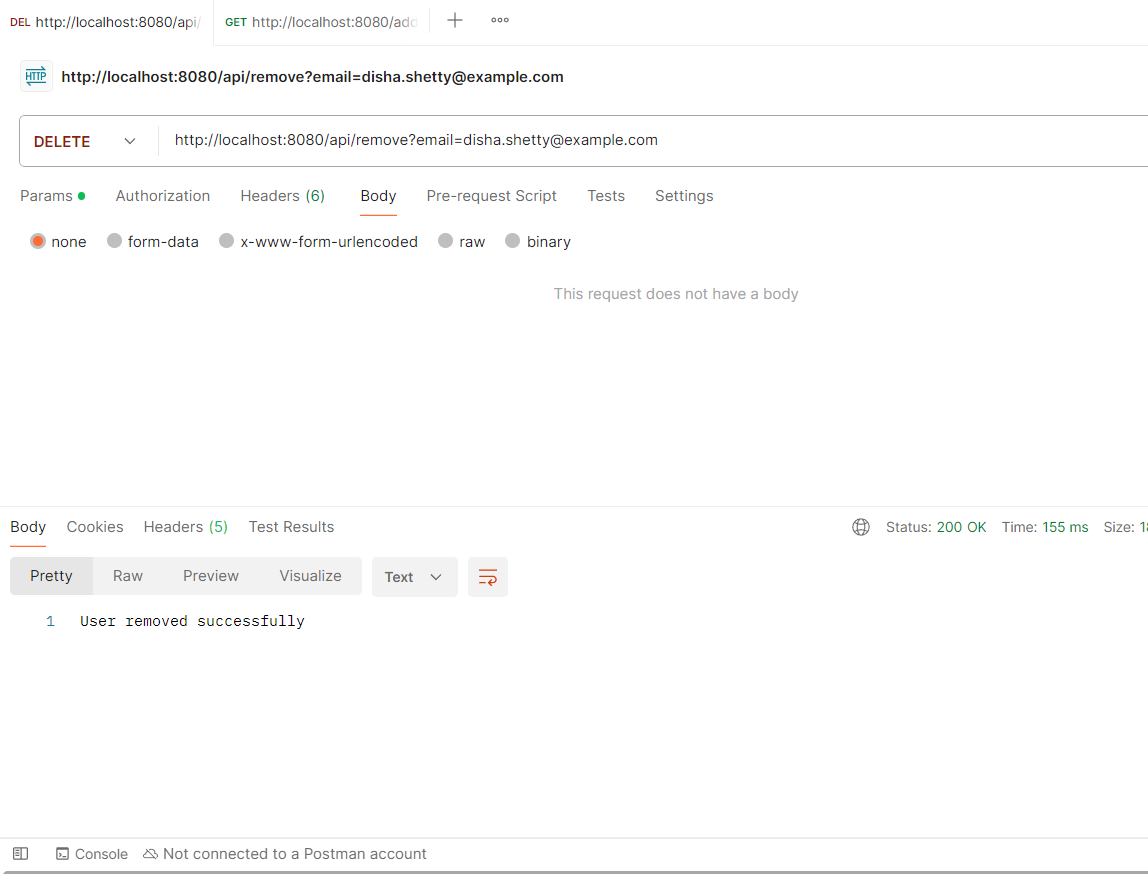 DEL http://localhost:8080/api/ GET http://localhost:8080/add
HTTP http://localhost:8080/api/remove?email=disha.shetty@example.com
DELETE http://localhost:8080/api/remove?email=disha.shetty@example.com
Params Authorization Headers (6) Body Pre-request Script Tests Settings
none form-data x-www-form-urlencoded raw binary
This request does not have a body
Body Cookies Headers (5) Test Results Status: 200 OK Time: 155 ms Size:
Pretty Raw Preview Visualize Text
1 User removed successfully
Console Not connected to a Postman account